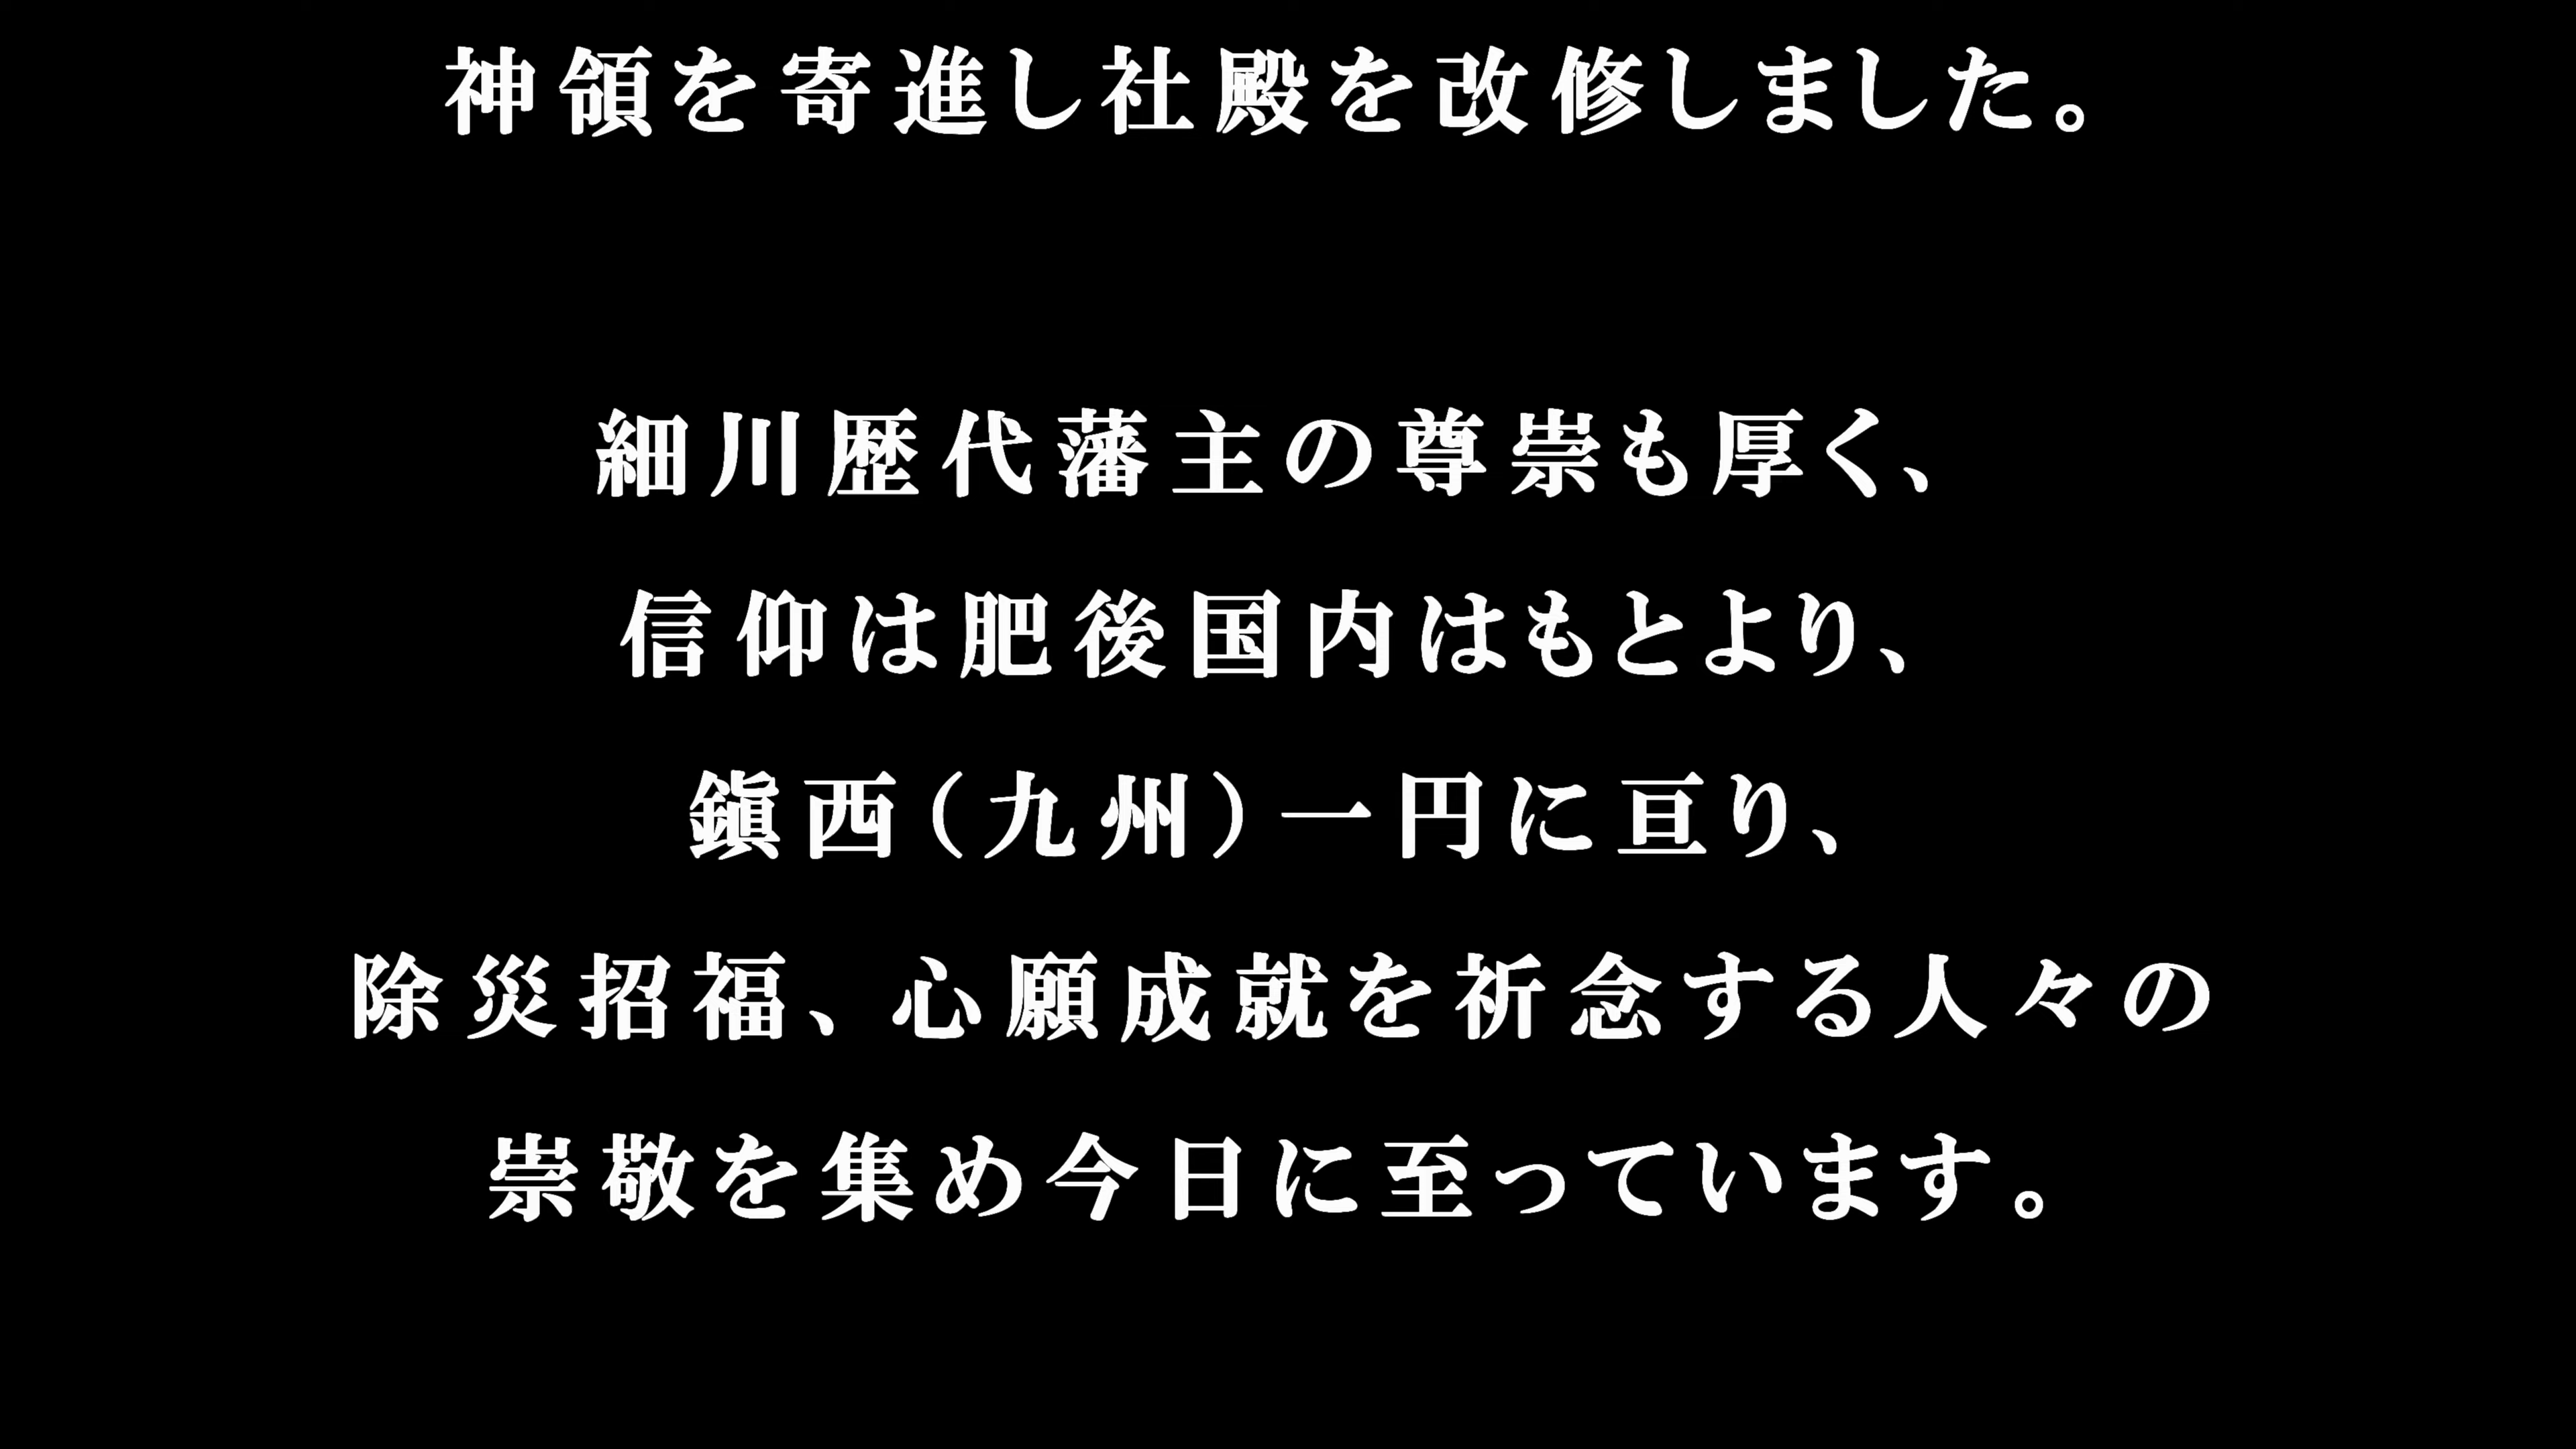 神領を寄進し社殿を改修しました。
細川歴代藩主の尊崇も厚く、
信仰は肥後国内はもとより、
鎭西（九州）一円に亘り、
除災招福、心願成就を祈念する人々の
崇敬を集め今日に至っています。